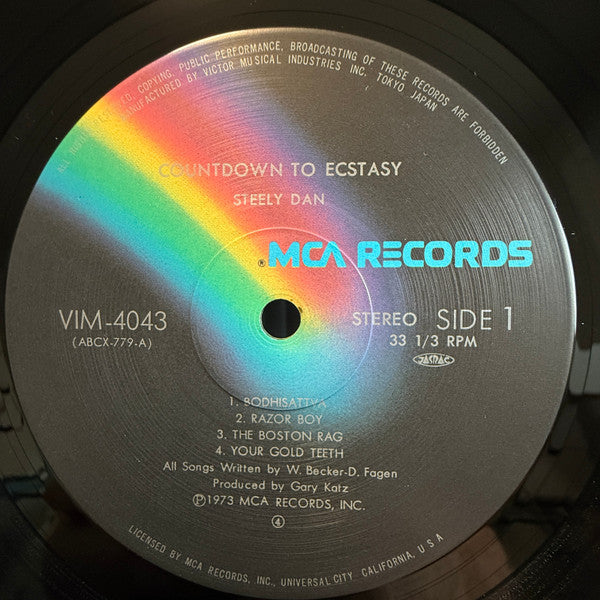 ED, COPYING, PUBLIC PERFORMANCE, BROADCASTING OF THESE RECORDS ARE FORBIDDEN
MANUFACTURED BY VICTOR MUSICAL INDUSTRIES INC. TOKYO JAPAN
COUNTDOWN TO ECSTASY
STEELY DAN
® MCA RECORDS
VIM-4043
(ABCX-779-A)
STEREO SIDE 1
33 1/3 RPM
JASRAC
1. BODHISATTVA
2. RAZOR BOY
3. THE BOSTON RAG
4. YOUR GOLD TEETH
All Songs Written by W. Becker-D. Fagen
Produced by Gary Katz
Ⓟ1973 MCA RECORDS, INC.
④
LICENSED BY MCA RECORDS, INC., UNIVERSAL CITY, CALIFORNIA, U S A